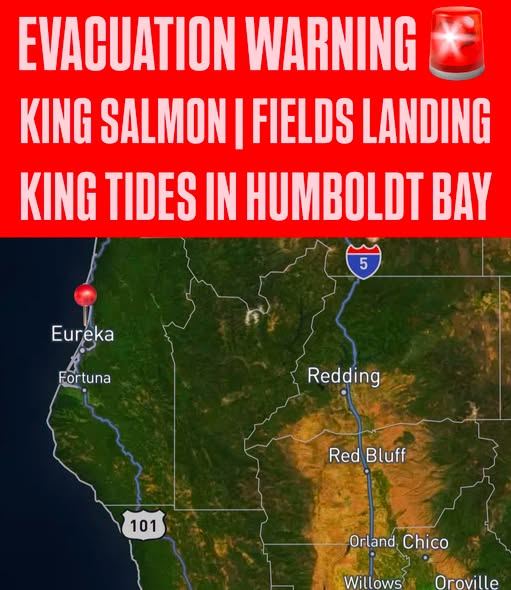 EVACUATION WARNING
KING SALMON | FIELDS LANDING
KING TIDES IN HUMBOLDT BAY
5
Eureka
Fortuna
Redding
Red Bluff
101
Orland Chico
Willows Oroville